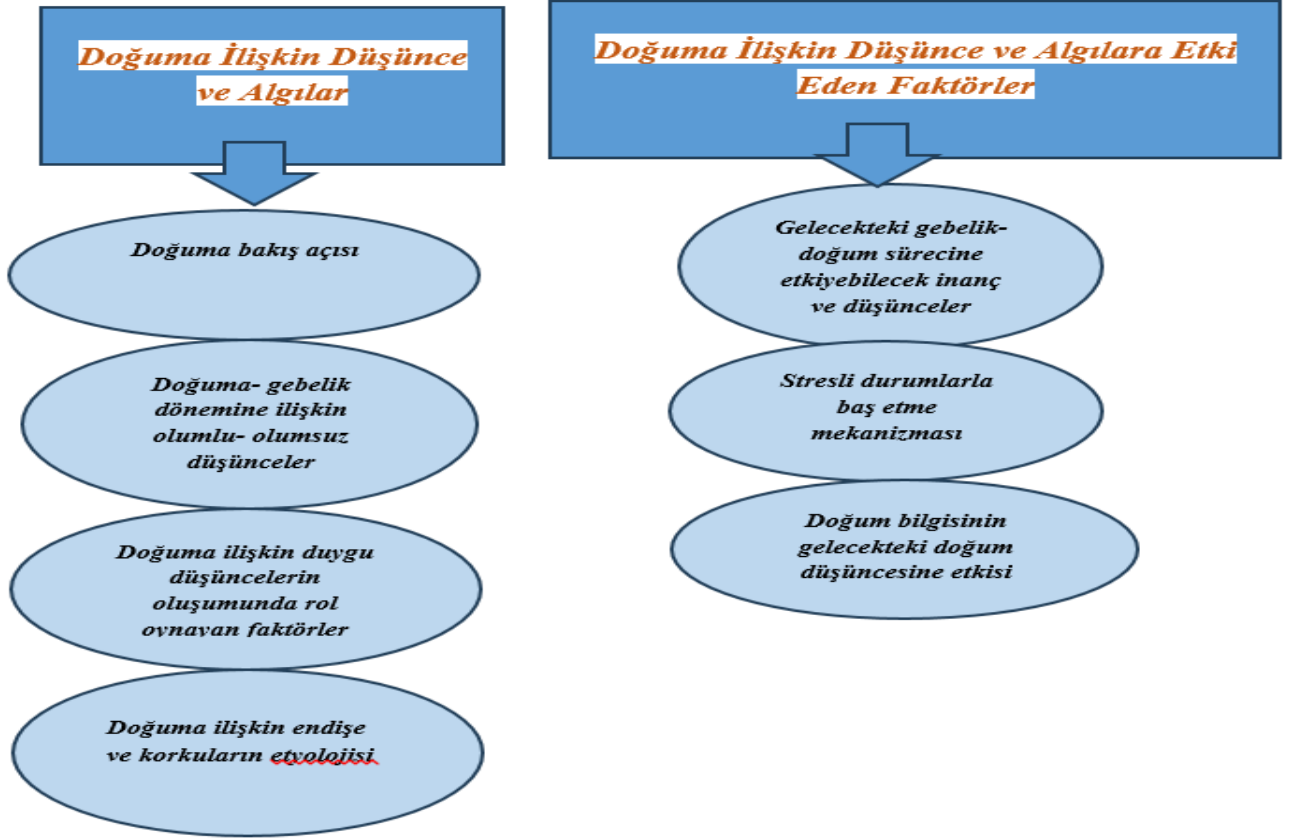 Doğuma İlişkin Düşünce
ve Algılar
Doğuma bakış açısı
Doğuma- gebelik
dönemine ilişkin
olumlu- olumsuz
düşünceler
Doğuma ilişkin duygu
düşüncelerin
oluşumunda rol
oynayan faktörler
Doğuma ilişkin endişe
ve korkuların etyolojisi
Doğuma İlişkin Düşünce ve Algılara Etki
Eden Faktörler
Gelecekteki gebelik-
doğum sürecine
etkiyebilecek inanç
ve düşünceler
Stresli durumlarla
baş etme
mekanizması
Doğum bilgisinin
gelecekteki doğum
düşüncesine etkisi